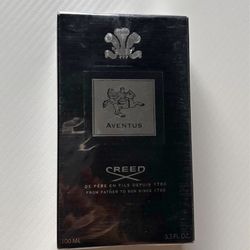 AVENTUS
CREED
DE PÈRE EN FILS DEPUIS 1760
FROM FATHER TO SON SINCE 1760
100 ML 3.3 FL.OZ